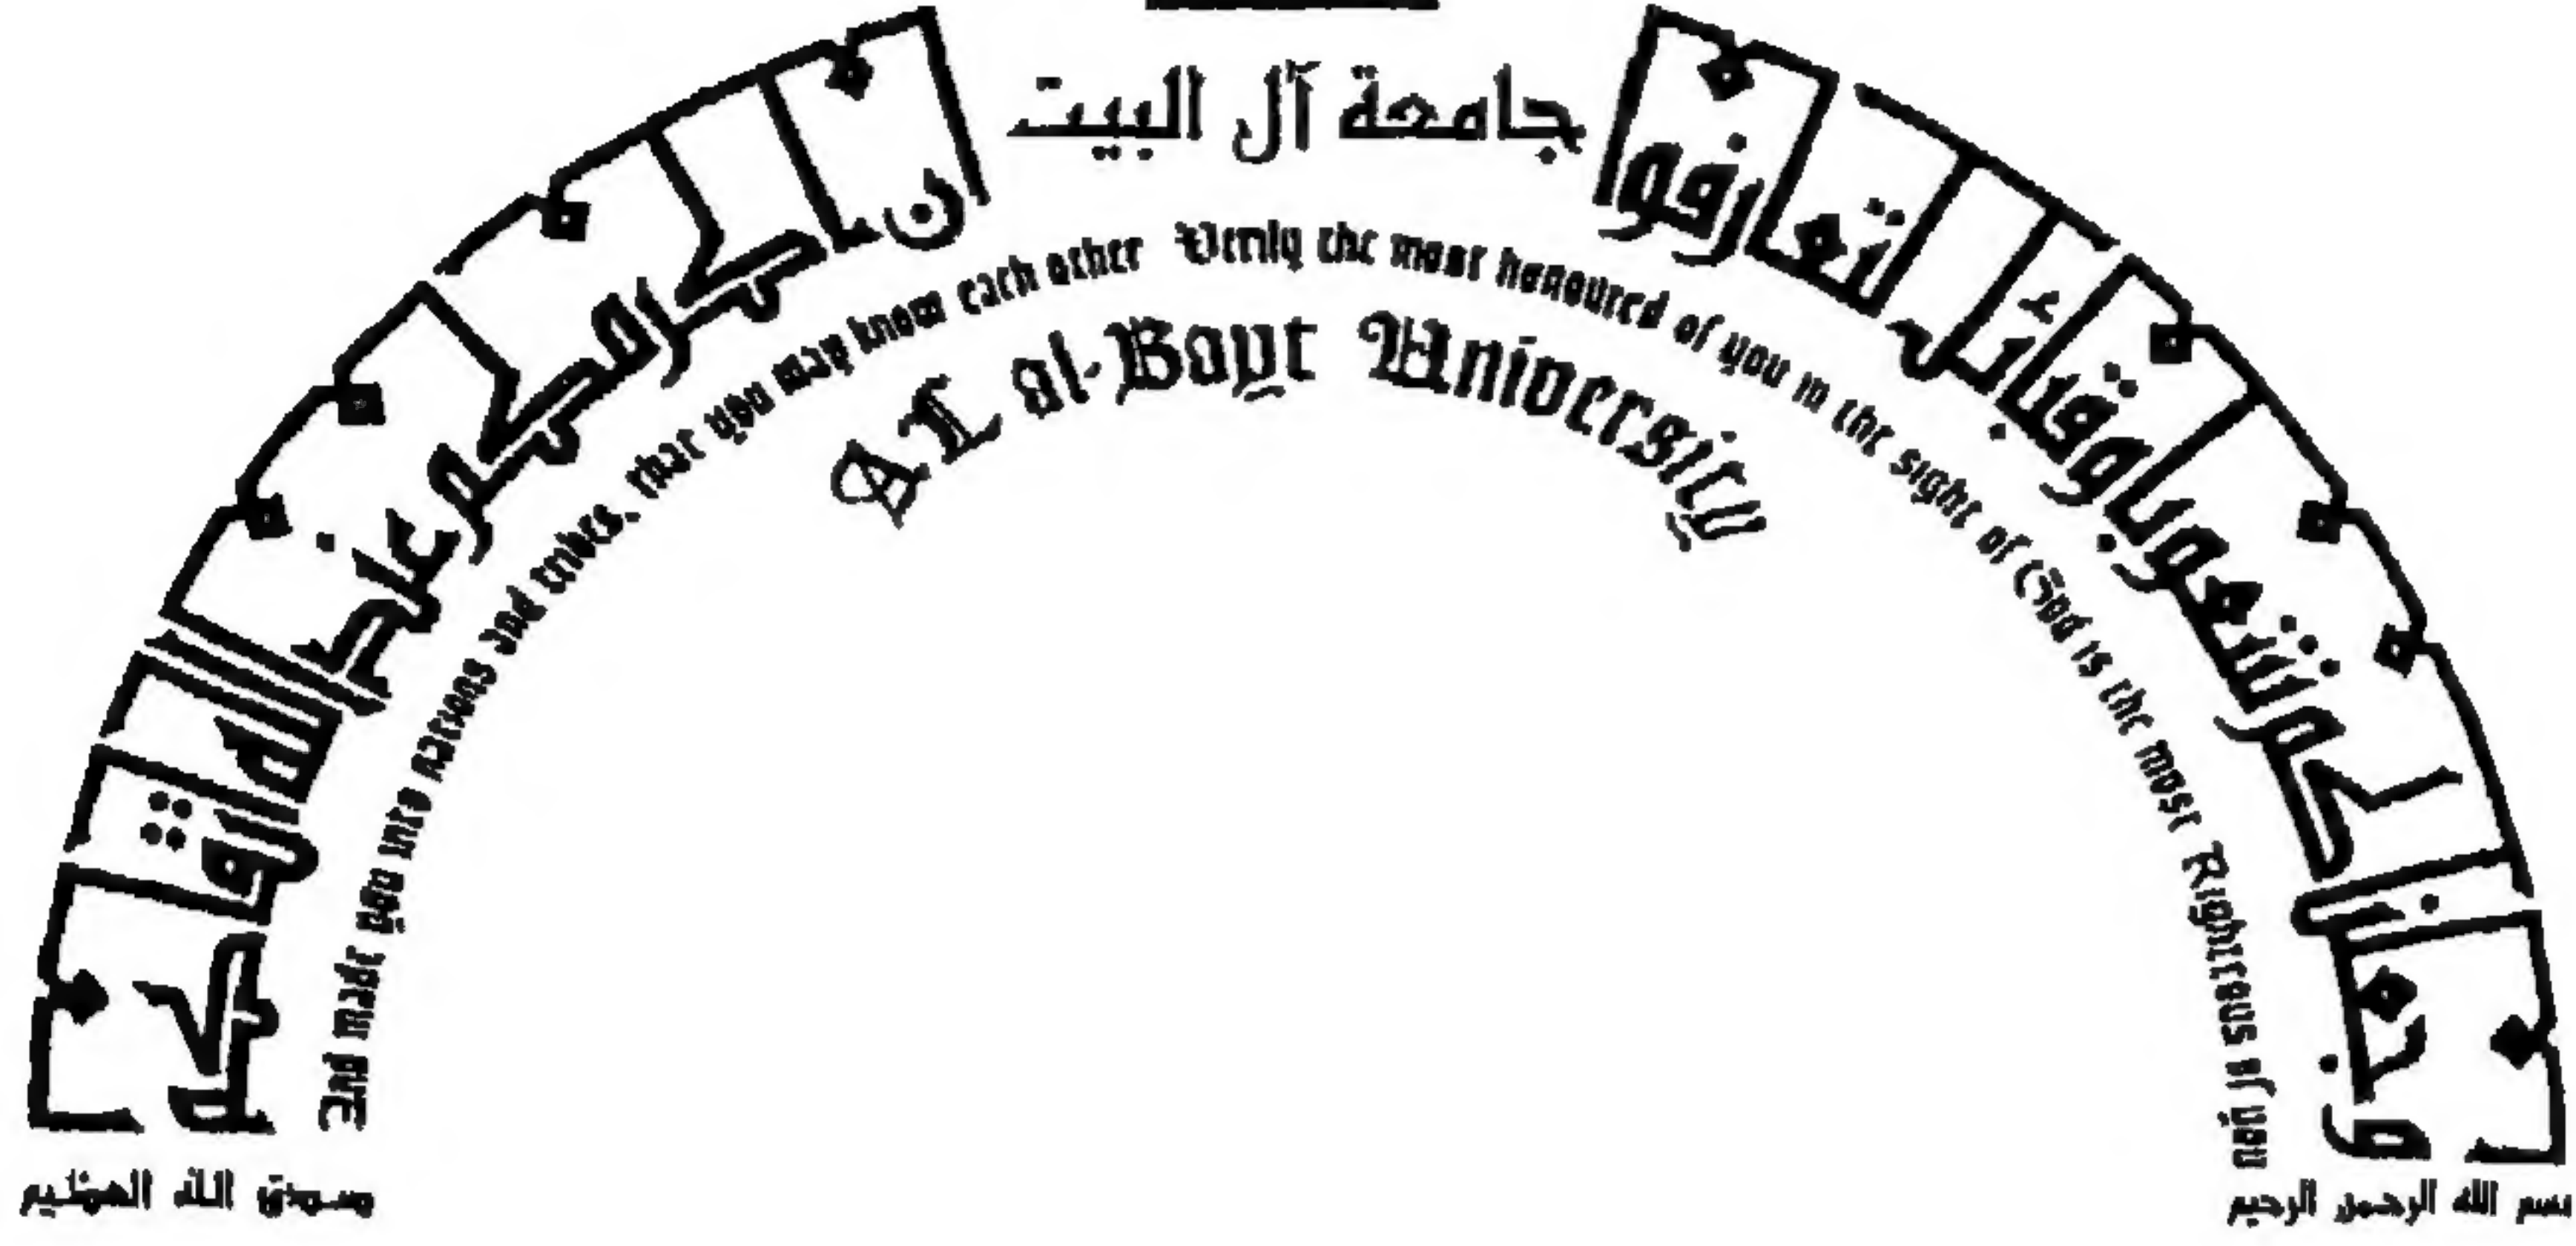 جامعة آل البيت
وجعلناكم شعوبا وقبائل لتعارفوا
إن أكرمكم عند الله أتقاكم
And made you into nations and tribes, that you may know each other Verily the most honoured of you in the sight of God is the most Righteous of you
AL al-Bayt University
بسم الله الرحمن الرحيم
صدق الله العظيم